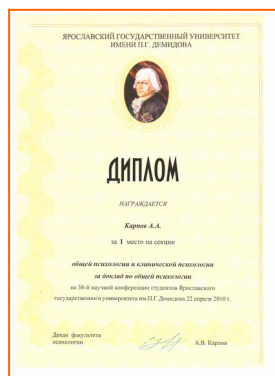 ЯРОСЛАВСКИЙ ГОСУДАРСТВЕННЫЙ УНИВЕРСИТЕТ
ИМЕНИ П.Г. ДЕМИДОВА
ДИПЛОМ
НАГРАЖДАЕТСЯ
Карпов А.А.
за I место на секции
общей психологии и клинической психологии
за доклад по общей психологии
на 38-й научной конференции студентов Ярославского
государственного университета им.П.Г.Демидова 22 апреля 2010 г.
Декан факультета
психологии А.В. Карпов